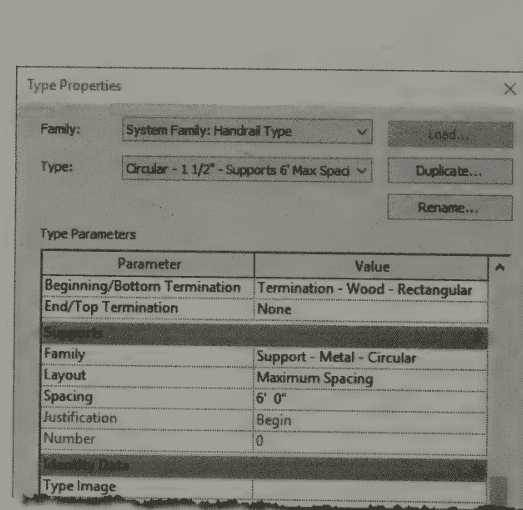 Type Properties
Family: System Family: Handrail Type Load...
Type: Circular - 1 1/2" - Supports 6' Max Spaci Duplicate...
Rename...
Type Parameters
Parameter Value
Beginning/Bottom Termination Termination - Wood - Rectangular
End/Top Termination None
Supports
Family Support - Metal - Circular
Layout Maximum Spacing
Spacing 6' 0"
Justification Begin
Number 0
Identity Data
Type Image